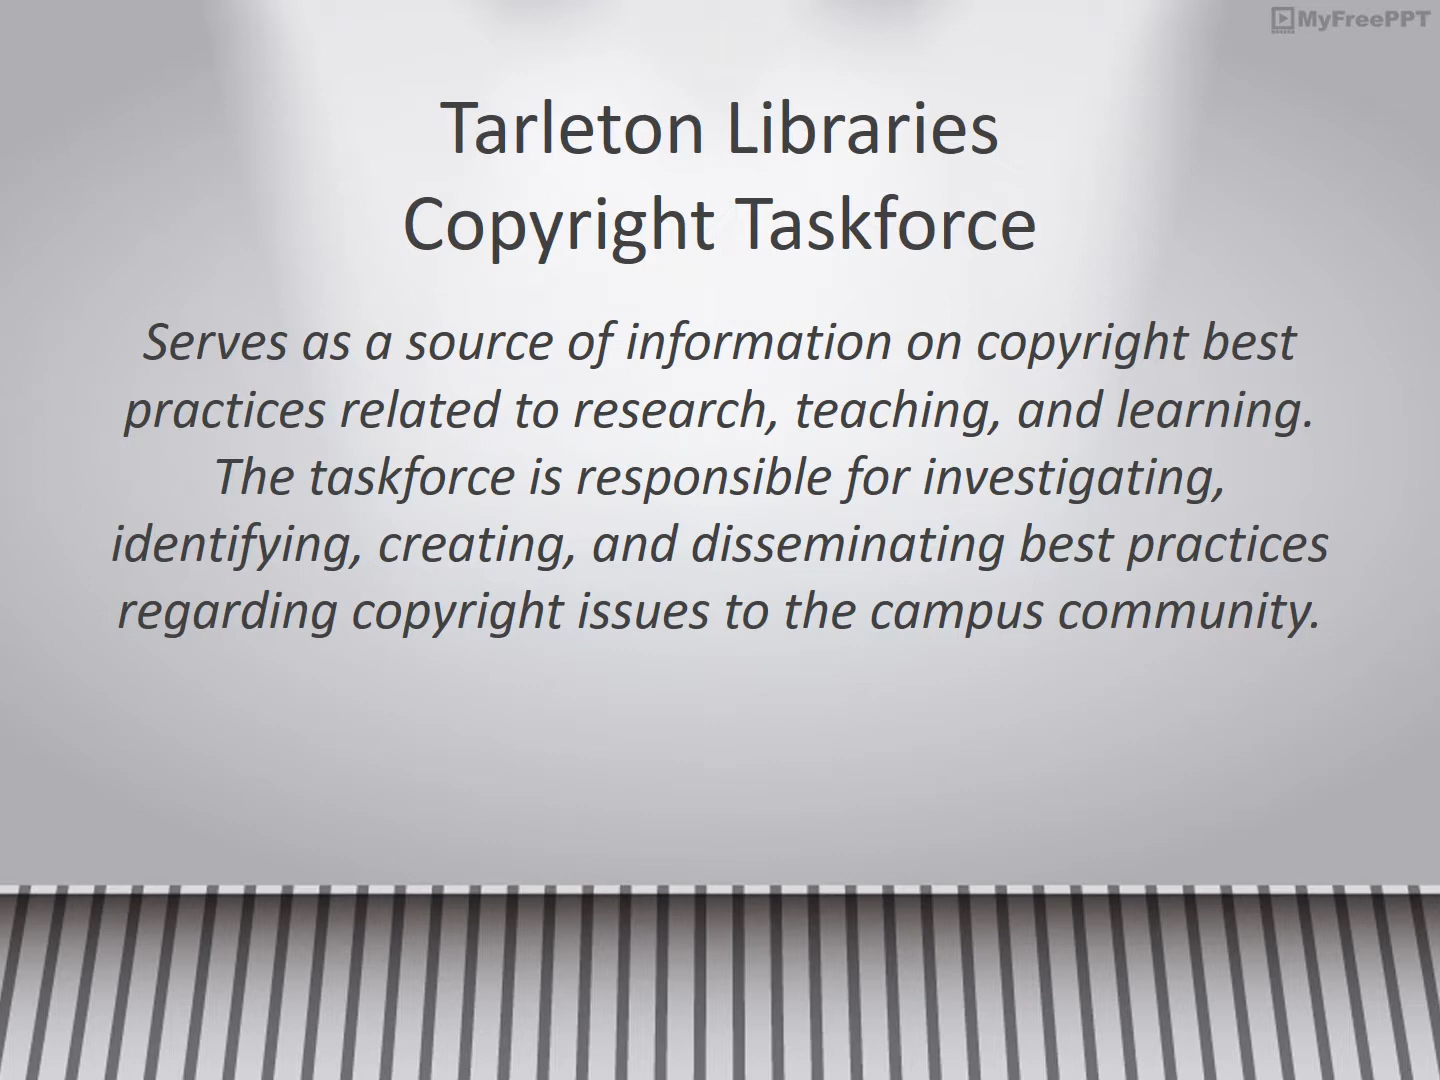 MyFreePPT
Tarleton Libraries
Copyright Taskforce
Serves as a source of information on copyright best
practices related to research, teaching, and learning.
The taskforce is responsible for investigating,
identifying, creating, and disseminating best practices
regarding copyright issues to the campus community.